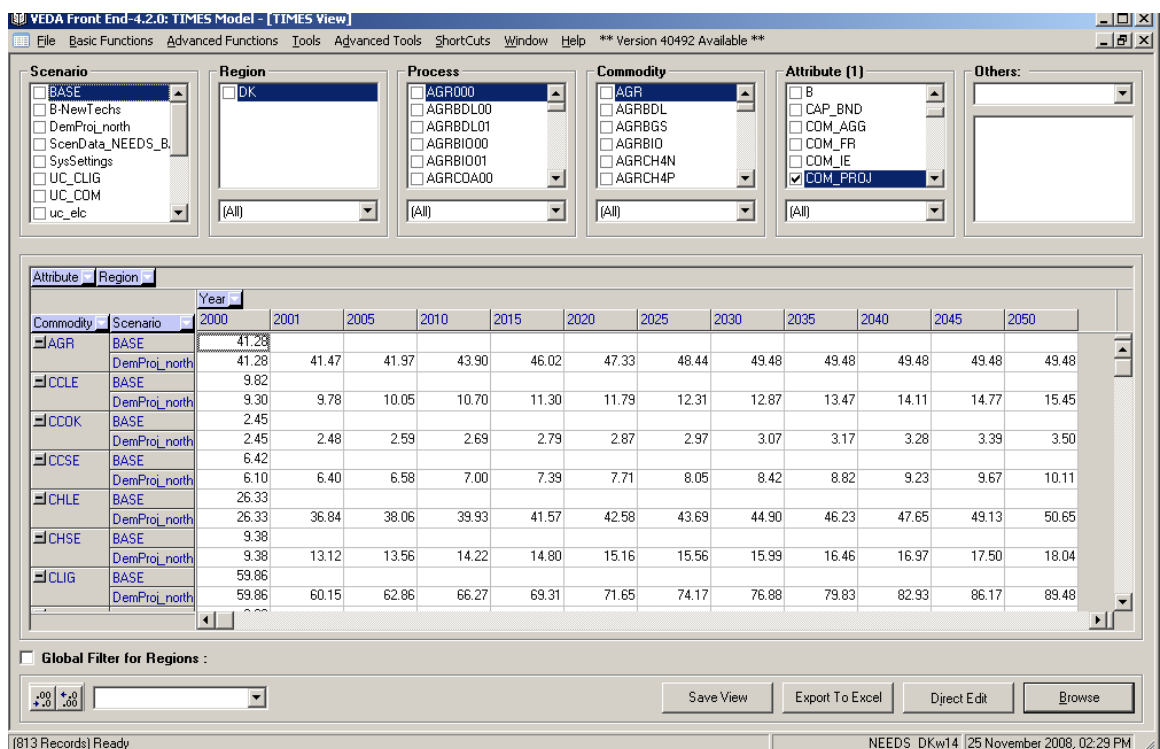 VEDA Front End-4.2.0: TIMES Model - [TIMES View]
File Basic Functions Advanced Functions Tools Advanced Tools ShortCuts Window Help ** Version 40492 Available **
Scenario Region Process Commodity Attribute (1) Others:
BASE DK AGR000 AGR B
B-NewTechs AGRBDL00 AGRBDL CAP_BND
DemProj_north AGRBDL01 AGRBGS COM_AGG
ScenData_NEEDS_B. AGRBIO00 AGRBIO COM_FR
SysSettings AGRBIO01 AGRCH4N COM_IE
UC_CLIG AGRCOA00 AGRCH4P COM_PROJ
UC_COM
uc_elc (All) (All) (All) (All)
Attribute Region
Year
Commodity Scenario 2000 2001 2005 2010 2015 2020 2025 2030 2035 2040 2045 2050
AGR BASE 41.28
DemProj_north 41.28 41.47 41.97 43.90 46.02 47.33 48.44 49.48 49.48 49.48 49.48 49.48
CCLE BASE 9.82
DemProj_north 9.30 9.78 10.05 10.70 11.30 11.79 12.31 12.87 13.47 14.11 14.77 15.45
CCOK BASE 2.45
DemProj_north 2.45 2.48 2.59 2.69 2.79 2.87 2.97 3.07 3.17 3.28 3.39 3.50
CCSE BASE 6.42
DemProj_north 6.10 6.40 6.58 7.00 7.39 7.71 8.05 8.42 8.82 9.23 9.67 10.11
CHLE BASE 26.33
DemProj_north 26.33 36.84 38.06 39.93 41.57 42.58 43.69 44.90 46.23 47.65 49.13 50.65
CHSE BASE 9.38
DemProj_north 9.38 13.12 13.56 14.22 14.80 15.16 15.56 15.99 16.46 16.97 17.50 18.04
CLIG BASE 59.86
DemProj_north 59.86 60.15 62.86 66.27 69.31 71.65 74.17 76.88 79.83 82.93 86.17 89.48
Global Filter for Regions :
Save View Export To Excel Direct Edit Browse
(813 Records) Ready NEEDS_DKw14 25 November 2008, 02:29 PM